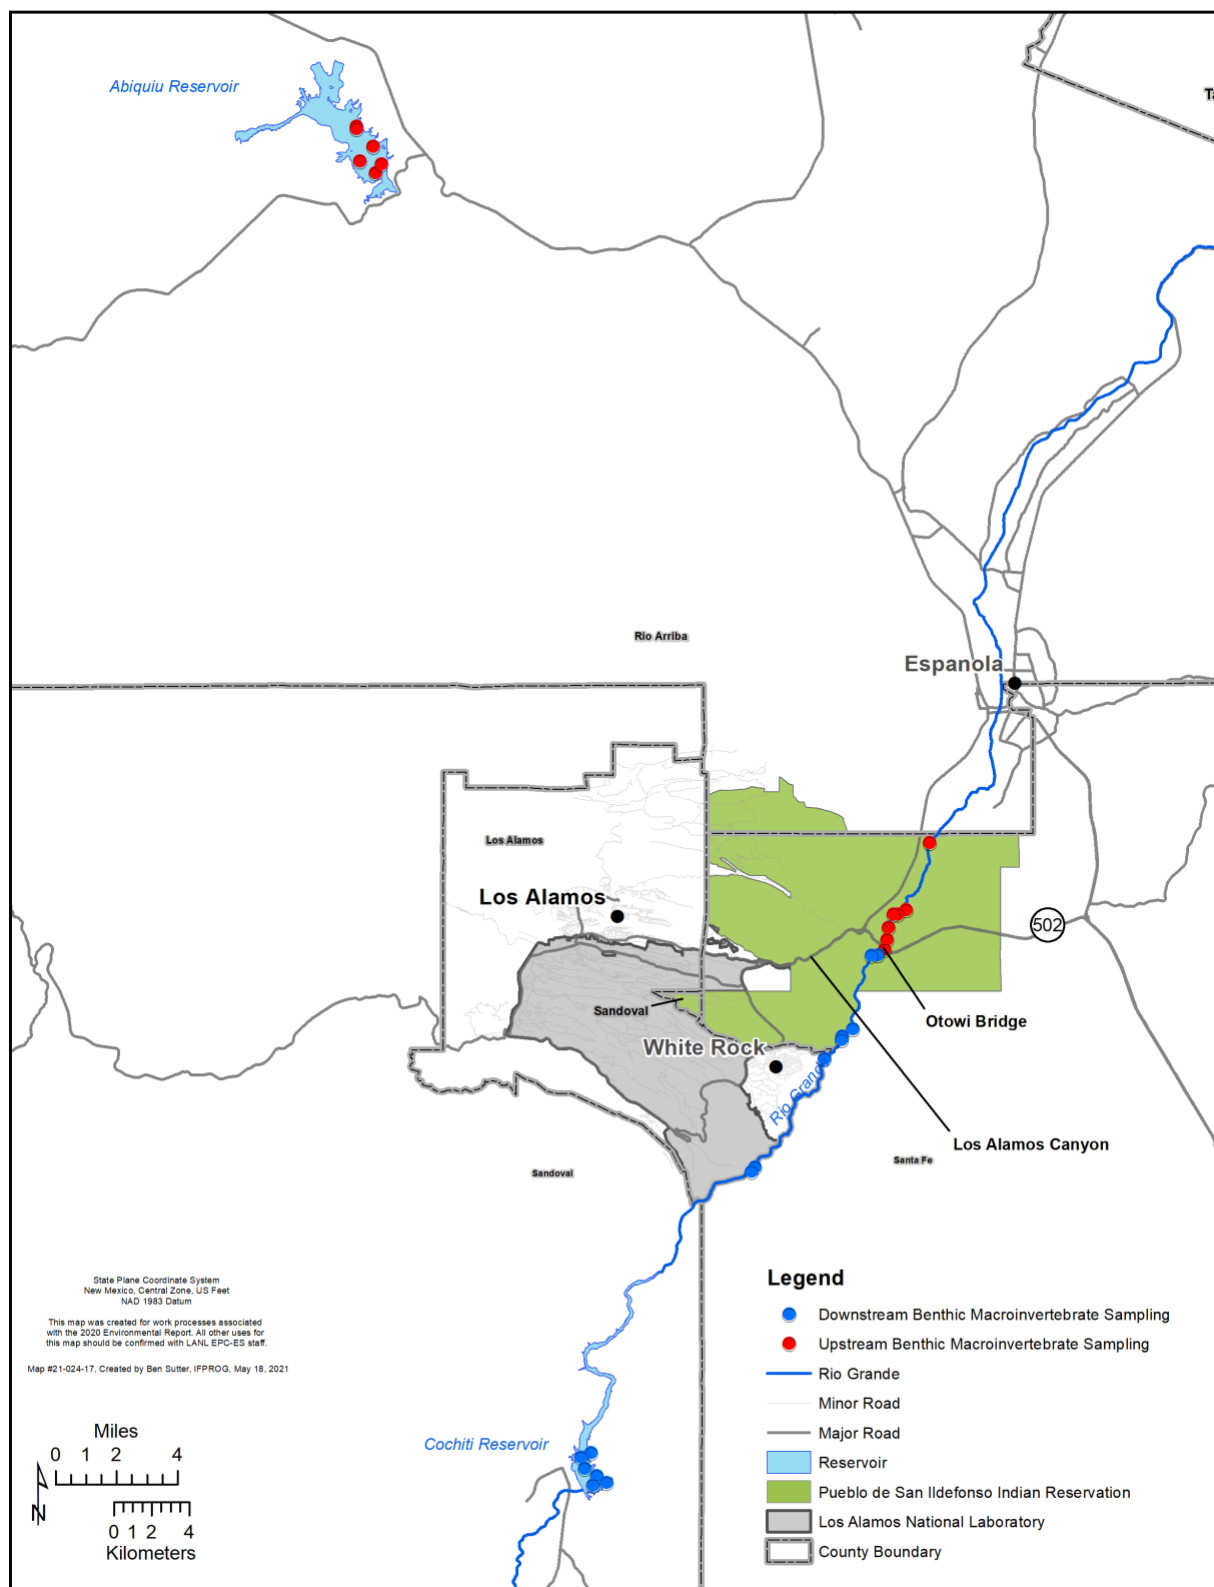 Abiquiu Reservoir
Rio Arriba
Espanola
Los Alamos
Los Alamos
502
Sandoval
Otowi Bridge
White Rock
Rio Grand
Los Alamos Canyon
Santa Fe
Sandoval
State Plane Coordinate System
New Mexico, Central Zone, US Feet
NAD 1983 Datum
This map was created for work processes associated
with the 2020 Environmental Report. All other uses for
this map should be confirmed with LANL EPC-ES staff.
Map #21-024-17, Created by Ben Sutter, IFPROG, May 18, 2021
Legend
Downstream Benthic Macroinvertebrate Sampling
Upstream Benthic Macroinvertebrate Sampling
Rio Grande
Minor Road
Major Road
Reservoir
Pueblo de San Ildefonso Indian Reservation
Los Alamos National Laboratory
County Boundary
Cochiti Reservoir
Miles
0 1 2 4
N
0 1 2 4
Kilometers